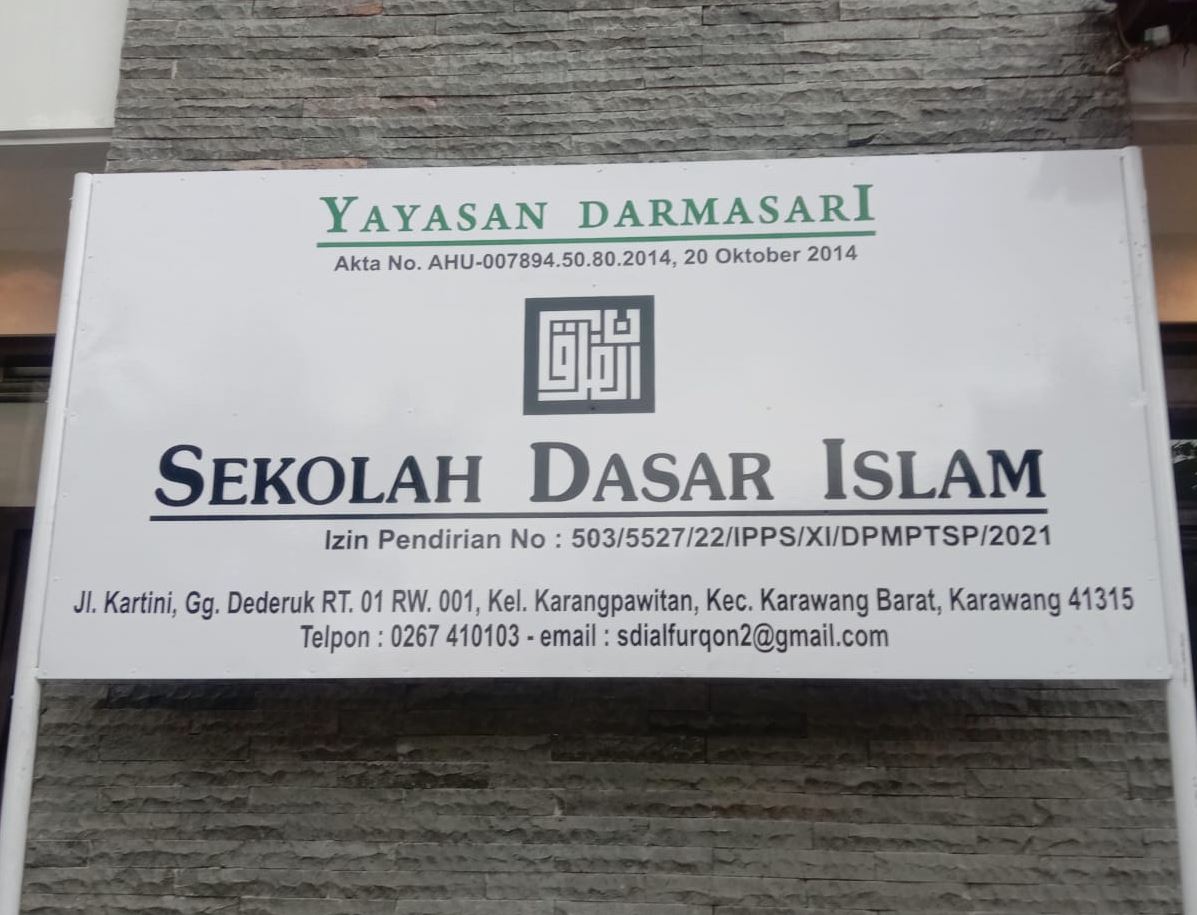 YAYASAN DARMASARI
Akta No. AHU-007894.50.80.2014, 20 Oktober 2014
الفرقان
SEKOLAH DASAR ISLAM
Izin Pendirian No : 503/5527/22/IPPS/XI/DPMPTSP/2021
Jl. Kartini, Gg. Dederuk RT. 01 RW. 001, Kel. Karangpawitan, Kec. Karawang Barat, Karawang 41315
Telpon : 0267 410103 - email : sdialfurqon2@gmail.com